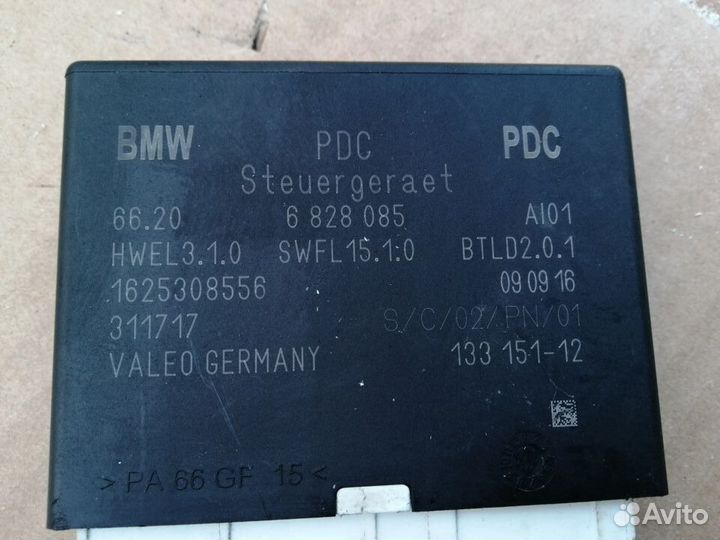 BMW PDC PDC
Steuergeraet
66.20 6 828 085 AI01
HWEL3.1.0 SWFL15.1.0 BTLD2.0.1
1625308556 09 09 16
311717 S/C/02/PN/01
VALEO GERMANY 133 151-12
>PA 66 GF 15<
Avito